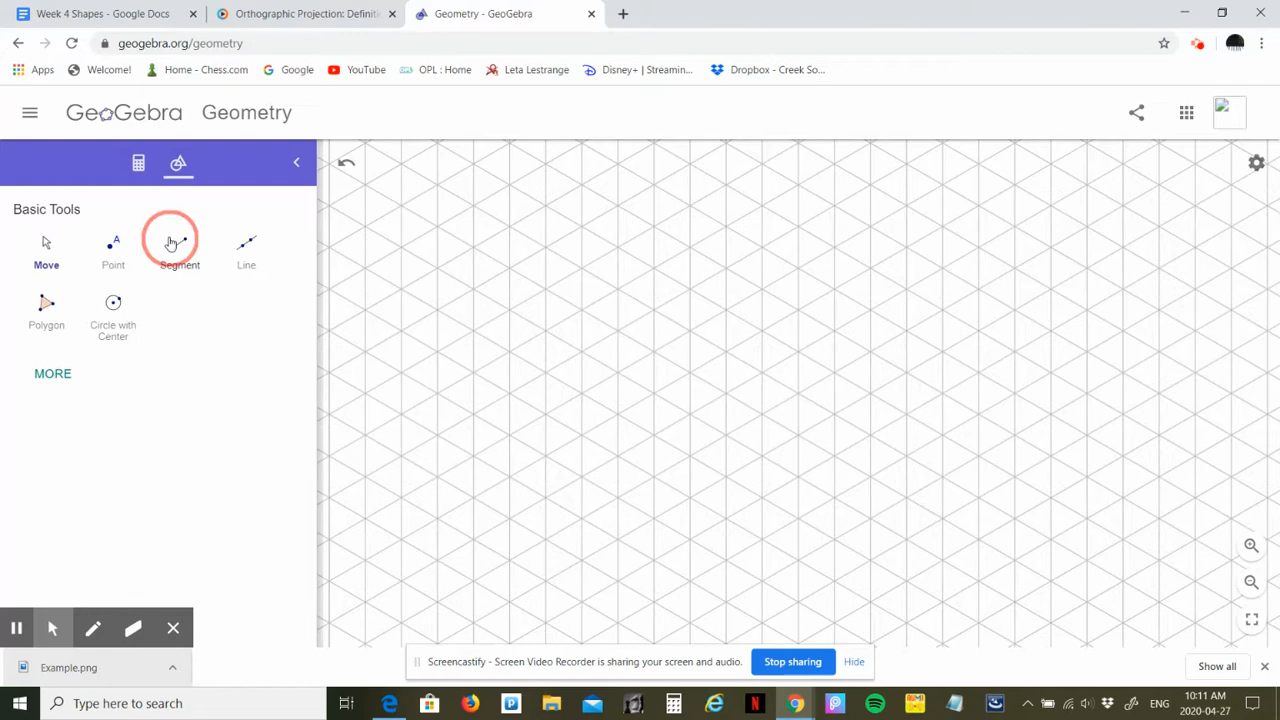 Week 4 Shapes - Google Docs
Orthographic Projection: Definiti
Geometry - GeoGebra
geogebra.org/geometry
Apps
Welcome!
Home - Chess.com
Google
YouTube
OPL : Home
Leta Lestrange
Disney+ | Streamin...
Dropbox - Creek So...
GeoGebra Geometry
Basic Tools
Move
Point
Segment
Line
Polygon
Circle with
Center
MORE
Example.png
Screencastify - Screen Video Recorder is sharing your screen and audio.
Stop sharing
Hide
Show all
Type here to search
ENG
10:11 AM
2020-04-27